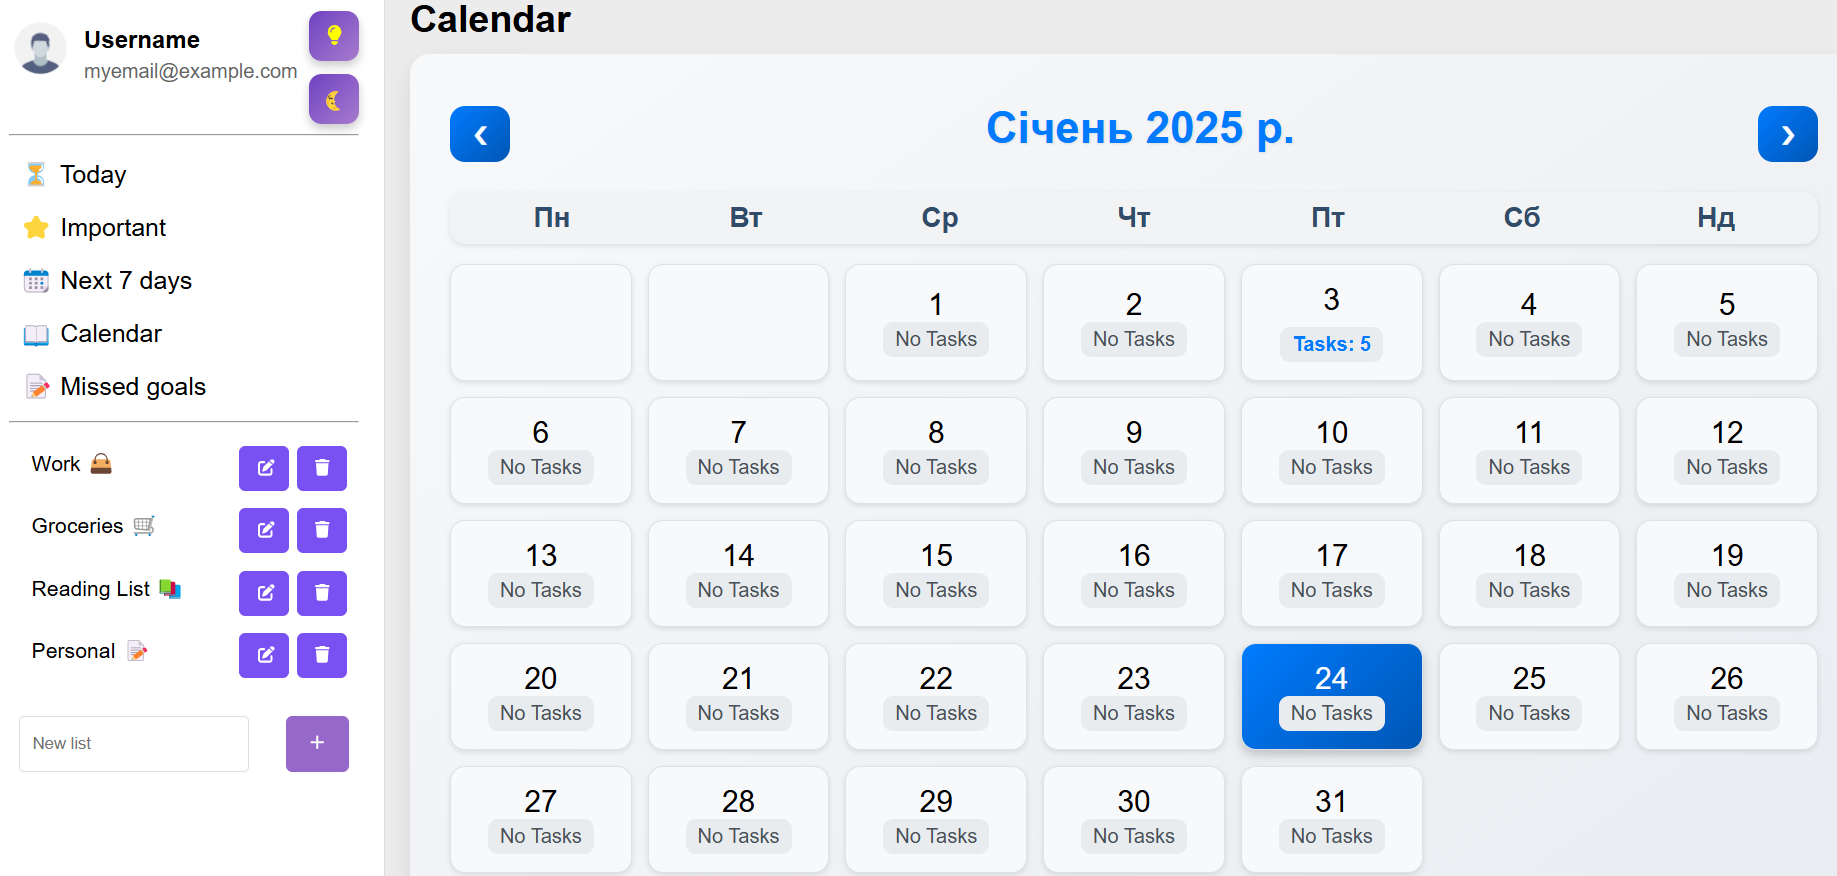 Username
myemail@example.com
Today
Important
Next 7 days
Calendar
Missed goals
Work
Groceries
Reading List
Personal
New list
+
Calendar
‹ Січень 2025 р. ›
Пн Вт Ср Чт Пт Сб Нд
1 2 3 4 5
No Tasks No Tasks Tasks: 5 No Tasks No Tasks
6 7 8 9 10 11 12
No Tasks No Tasks No Tasks No Tasks No Tasks No Tasks No Tasks
13 14 15 16 17 18 19
No Tasks No Tasks No Tasks No Tasks No Tasks No Tasks No Tasks
20 21 22 23 24 25 26
No Tasks No Tasks No Tasks No Tasks No Tasks No Tasks No Tasks
27 28 29 30 31
No Tasks No Tasks No Tasks No Tasks No Tasks